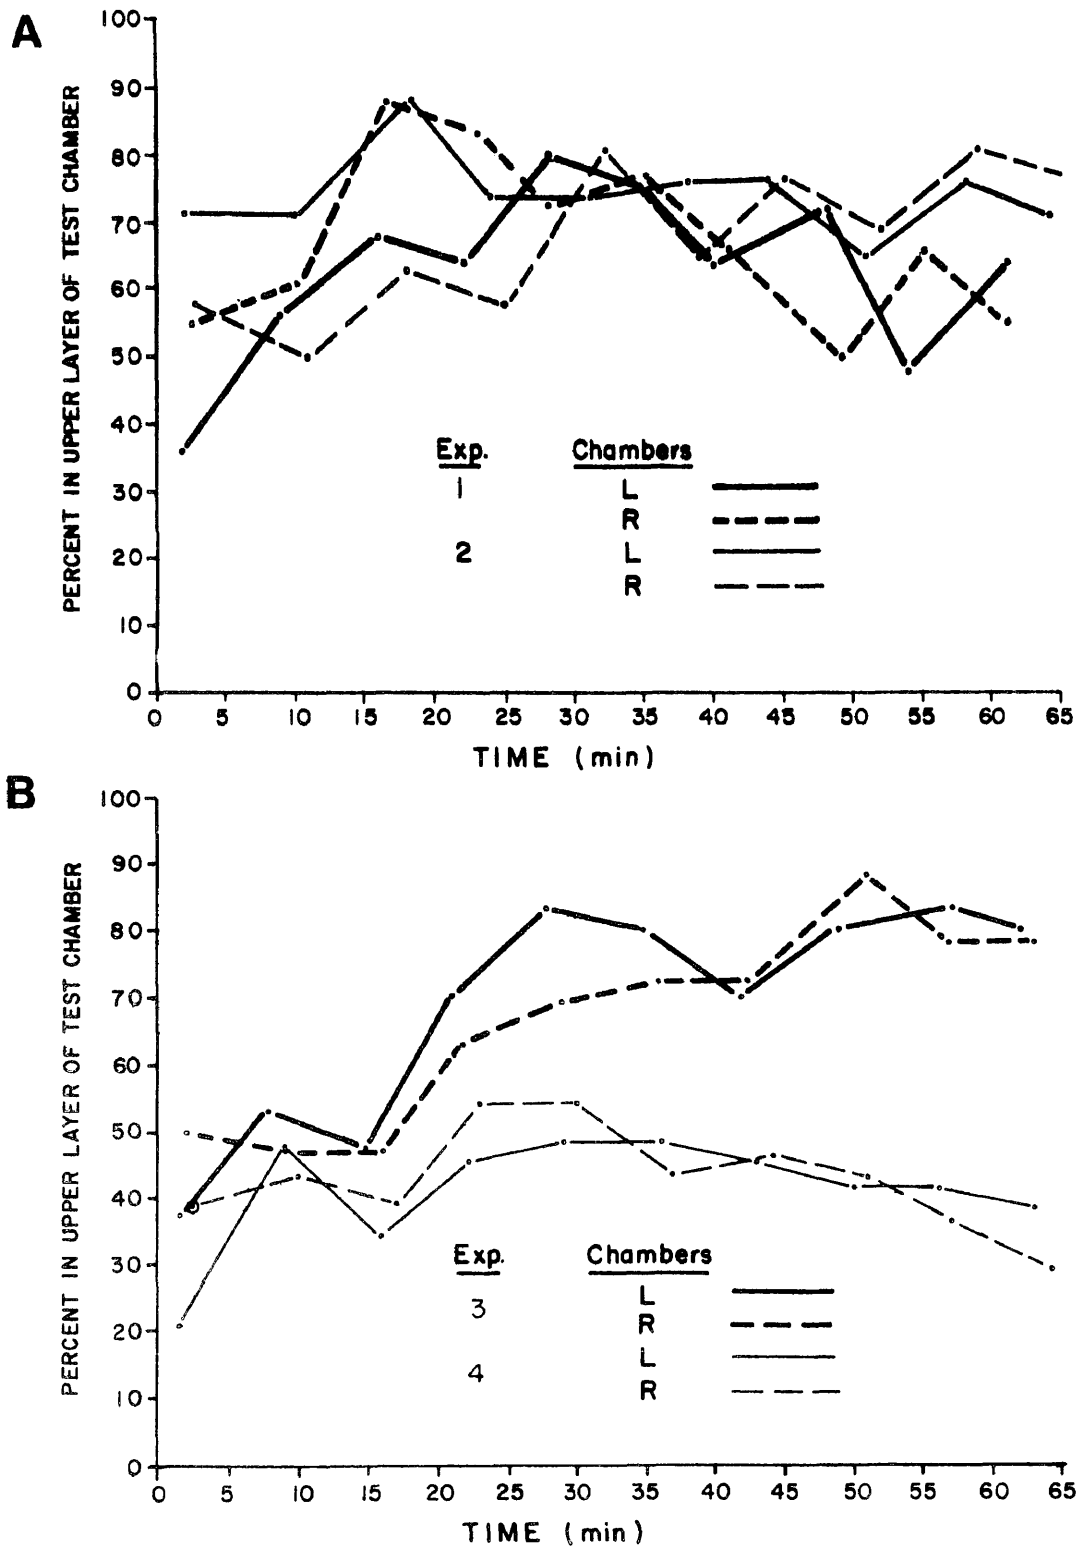 A
100
90
80
70
60
50
40
30
20
10
0
PERCENT IN UPPER LAYER OF TEST CHAMBER
Exp. Chambers
1 L
R
2 L
R
0 5 10 15 20 25 30 35 40 45 50 55 60 65
TIME (min)
B
100
90
80
70
60
50
40
30
20
10
0
PERCENT IN UPPER LAYER OF TEST CHAMBER
Exp. Chambers
L
3
R
L
4
R
0 5 10 15 20 25 30 35 40 45 50 55 60 65
TIME (min)